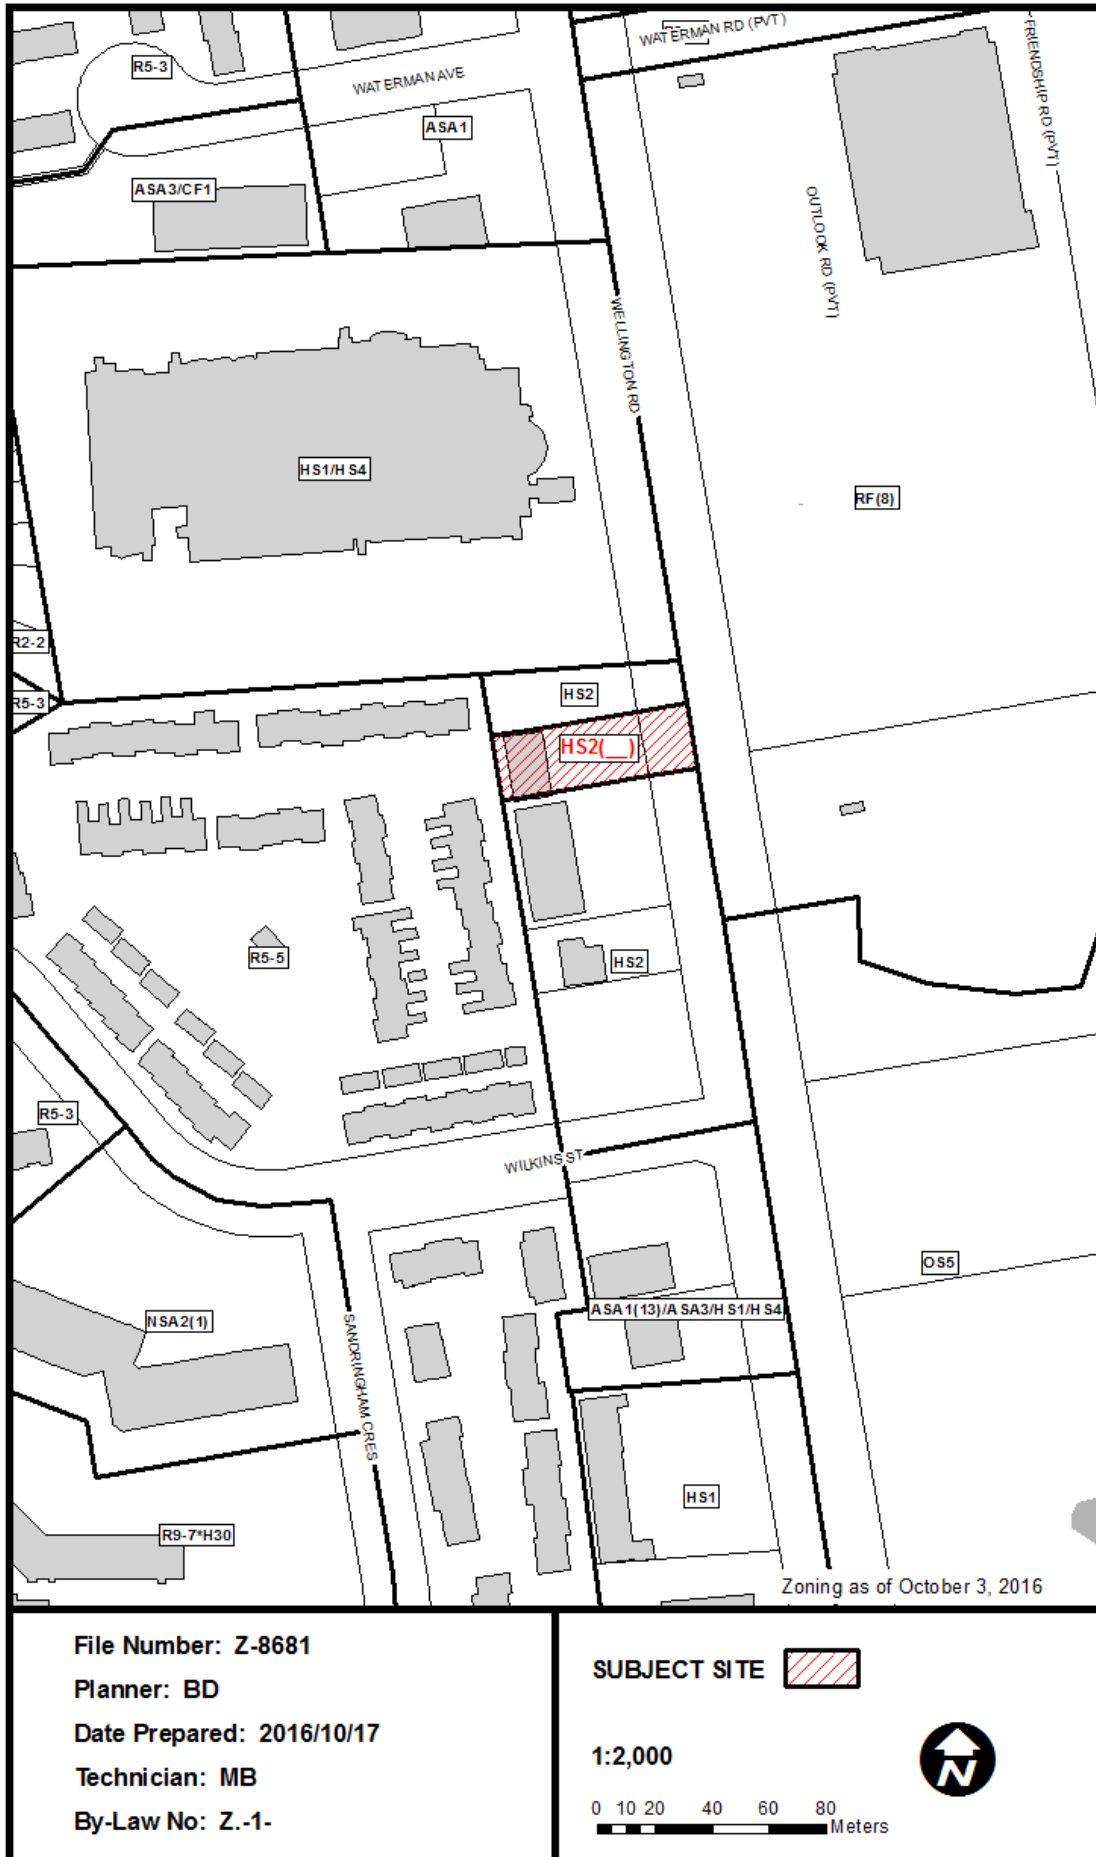 WATERMAN RD (PVT)
FRIENDSHIP RD (PVT)
R5-3
WATERMAN AVE
ASA1
ASA3/CF1
OUTLOOK RD (PVT)
WELLINGTON RD
HS1/HS4
RF(8)
R2-2
R5-3
HS2
HS2(__)
R5-5
HS2
R5-3
WILKINS ST
OS5
ASA1(13)/ASA3/HS1/HS4
NSA2(1)
SANDRINGHAM CRES
HS1
R9-7*H30
Zoning as of October 3, 2016
File Number: Z-8681
Planner: BD
Date Prepared: 2016/10/17
Technician: MB
By-Law No: Z.-1-
SUBJECT SITE
1:2,000
N
0 10 20 40 60 80
Meters